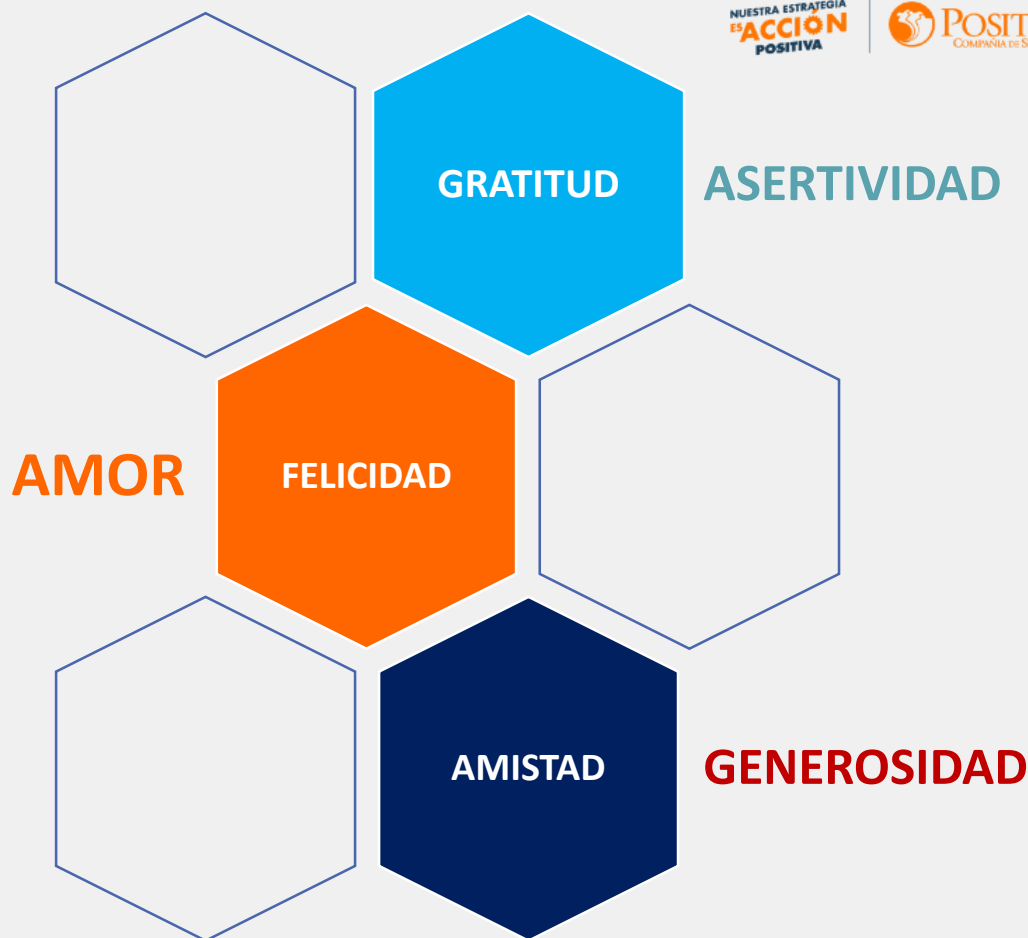 NUESTRA ESTRATEGIA
ES ACCIÓN
POSITIVA
GRATITUD
ASERTIVIDAD
AMOR
FELICIDAD
AMISTAD
GENEROSIDAD